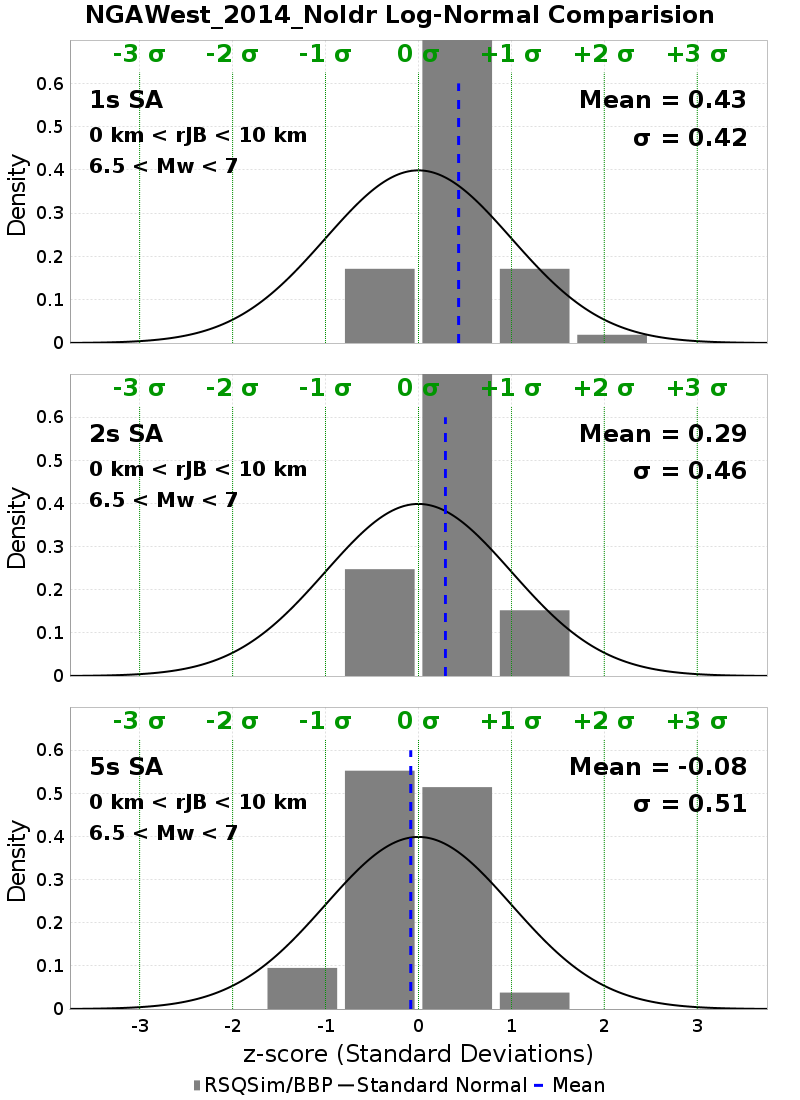 NGAWest_2014_NoIdr Log-Normal Comparision
-3 σ -2 σ -1 σ 0 σ +1 σ +2 σ +3 σ
0.6
1s SA
Mean = 0.43
0.5
0 km < rJB < 10 km
σ = 0.42
6.5 < Mw < 7
0.4
0.3
0.2
0.1
0
Density
-3 σ -2 σ -1 σ 0 σ +1 σ +2 σ +3 σ
0.6
2s SA
Mean = 0.29
0.5
0 km < rJB < 10 km
σ = 0.46
6.5 < Mw < 7
0.4
0.3
0.2
0.1
0
Density
-3 σ -2 σ -1 σ 0 σ +1 σ +2 σ +3 σ
0.6
5s SA
Mean = -0.08
0.5
0 km < rJB < 10 km
σ = 0.51
6.5 < Mw < 7
0.4
0.3
0.2
0.1
0
Density
-3 -2 -1 0 1 2 3
z-score (Standard Deviations)
RSQSim/BBP Standard Normal Mean